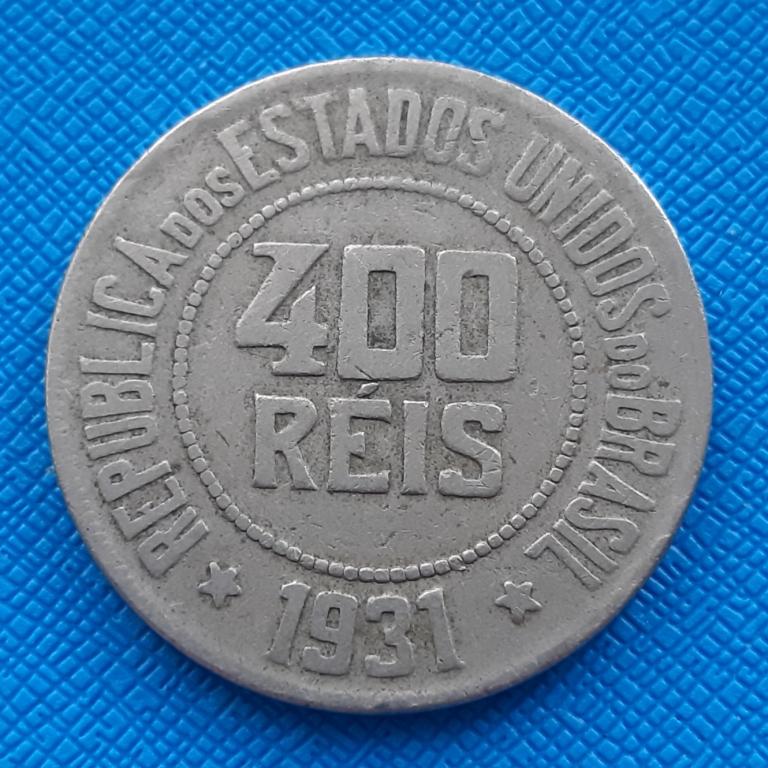 REPUBLICA DOS ESTADOS UNIDOS DO BRASIL
400
RÉIS
1931